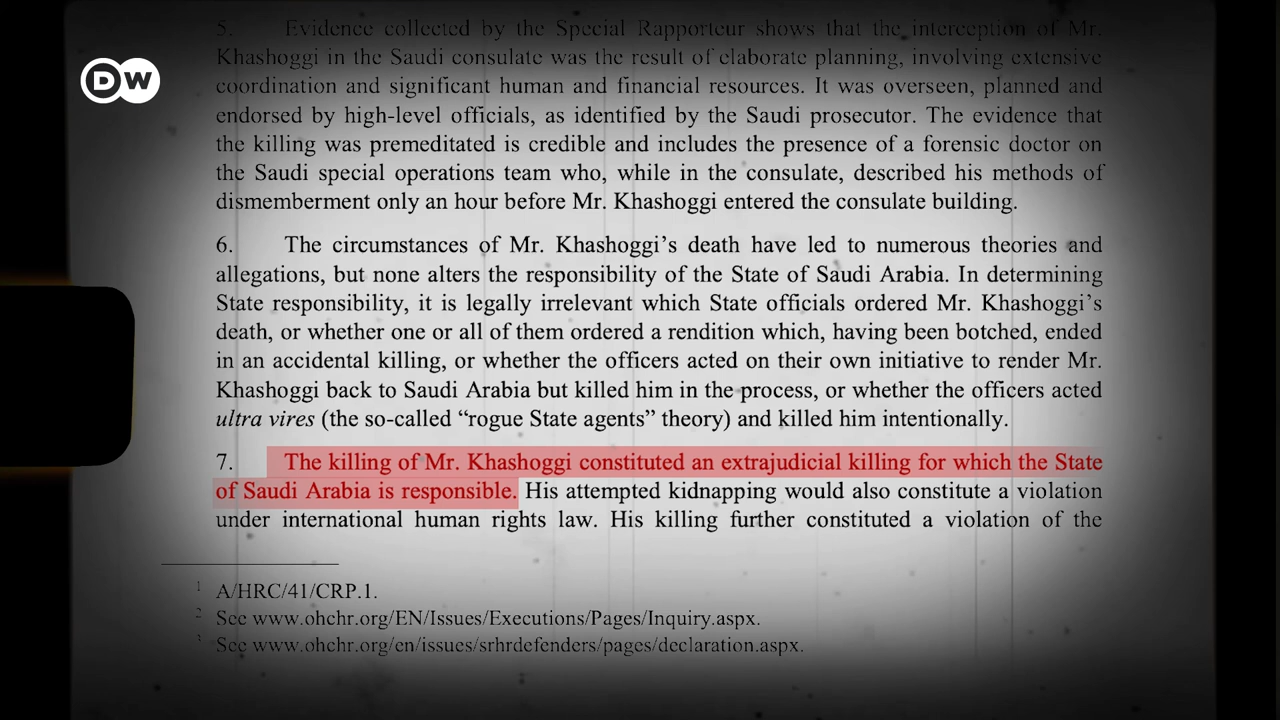 DW
5. Evidence collected by the Special Rapporteur shows that the interception of Mr.
Khashoggi in the Saudi consulate was the result of elaborate planning, involving extensive
coordination and significant human and financial resources. It was overseen, planned and
endorsed by high-level officials, as identified by the Saudi prosecutor. The evidence that
the killing was premeditated is credible and includes the presence of a forensic doctor on
the Saudi special operations team who, while in the consulate, described his methods of
dismemberment only an hour before Mr. Khashoggi entered the consulate building.
6. The circumstances of Mr. Khashoggi’s death have led to numerous theories and
allegations, but none alters the responsibility of the State of Saudi Arabia. In determining
State responsibility, it is legally irrelevant which State officials ordered Mr. Khashoggi’s
death, or whether one or all of them ordered a rendition which, having been botched, ended
in an accidental killing, or whether the officers acted on their own initiative to render Mr.
Khashoggi back to Saudi Arabia but killed him in the process, or whether the officers acted
ultra vires (the so-called “rogue State agents” theory) and killed him intentionally.
7. The killing of Mr. Khashoggi constituted an extrajudicial killing for which the State
of Saudi Arabia is responsible. His attempted kidnapping would also constitute a violation
under international human rights law. His killing further constituted a violation of the
1 A/HRC/41/CRP.1.
2 See www.ohchr.org/EN/Issues/Executions/Pages/Inquiry.aspx.
3 See www.ohchr.org/en/issues/srhrdefenders/pages/declaration.aspx.